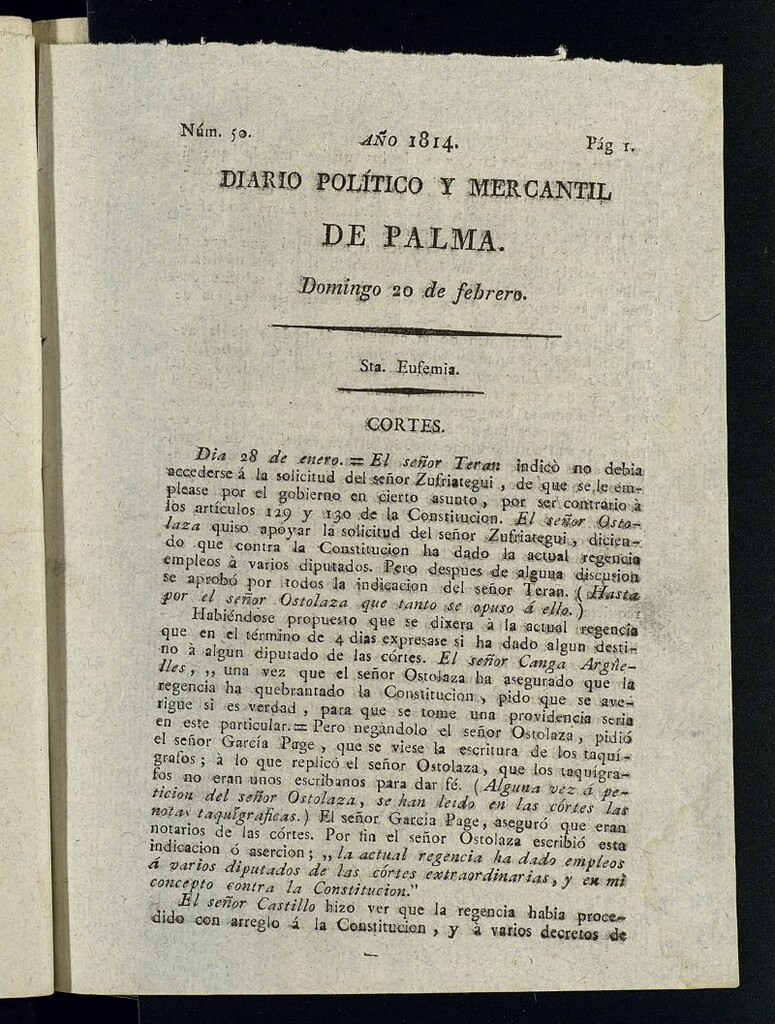 Núm. 50. AÑO 1814. Pág 1.
DIARIO POLÍTICO Y MERCANTIL
DE PALMA.
Domingo 20 de febrero.
Sta. Eufemia.
CORTES.
Dia 28 de enero. = El señor Teran indicò no debia
accederse á la solicitud del señor Zufriategui, de que se le em-
please por el gobierno en cierto asunto, por ser contrario à
los artículos 129 y 130 de la Constitucion. El señor Osto-
laza quiso apoyar la solicitud del señor Zufriategui, dicien-
do que contra la Constitucion ha dado la actual regencia
empleos â varios diputados. Pero despues de alguna discusion
se aprobó por todos la indicacion del señor Teran. (Hasta
por el señor Ostolaza que tanto se opuso á ello.)
Habiéndose propuesto que se dixera à la actual regencia
que en el término de 4 dias expresase si ha dado algun desti-
no à algun diputado de las córtes. El señor Canga Argüe-
lles, ,, una vez que el señor Ostolaza ha asegurado que la
regencia ha quebrantado la Constitucion, pido que se ave-
rigue si es verdad, para que se tome una providencia seria
en este particular. = Pero negàndolo el señor Ostolaza, pidiò
el señor García Page, que se viese la escritura de los taquí-
grafos; à lo que replicó el señor Ostolaza, que los taquìgra-
fos no eran unos escribanos para dar fé. (Alguna vez á pe-
ticion del señor Ostolaza, se han leido en las córtes las
notas taquìgraficas.) El señor García Page, aseguró que eran
notarios de las córtes. Por fin el señor Ostolaza escribió esta
indicacion ó asercion; ,, la actual regencia ha dado empleos
á varios diputados de las córtes extraordinarias, y en mi
concepto contra la Constitucion."
El señor Castillo hizo ver que la regencia había proce-
dido con arreglo á la Constitucion, y à varios decretos de